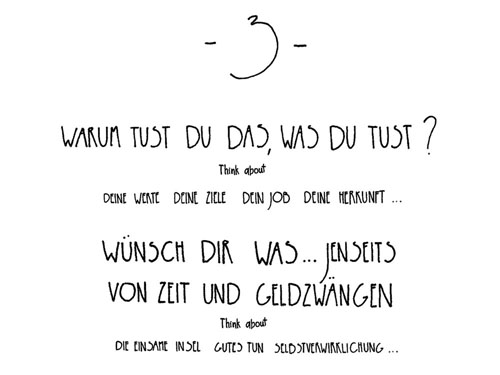 - 3 -
WARUM TUST DU DAS, WAS DU TUST ?
Think about
DEINE WERTE DEINE ZIELE DEIN JOB DEINE HERKUNFT ...
WÜNSCH DIR WAS... JENSEITS
VON ZEIT UND GELDZWÄNGEN
Think about
DIE EINSAME INSEL GUTES TUN SELBSTVERWIRKLICHUNG ...